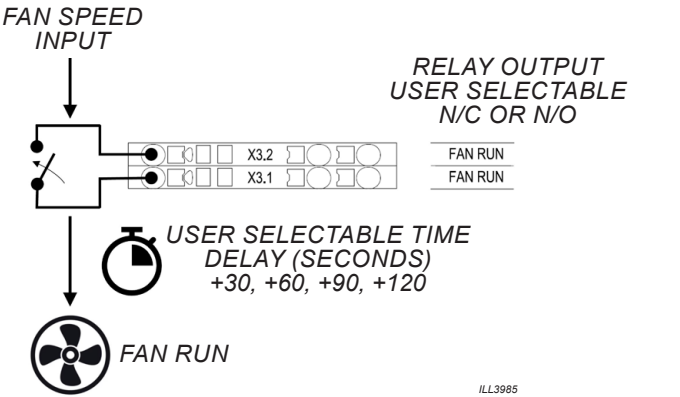 FAN SPEED
INPUT
RELAY OUTPUT
USER SELECTABLE
N/C OR N/O
X3.2
FAN RUN
X3.1
FAN RUN
USER SELECTABLE TIME
DELAY (SECONDS)
+30, +60, +90, +120
FAN RUN
ILL3985